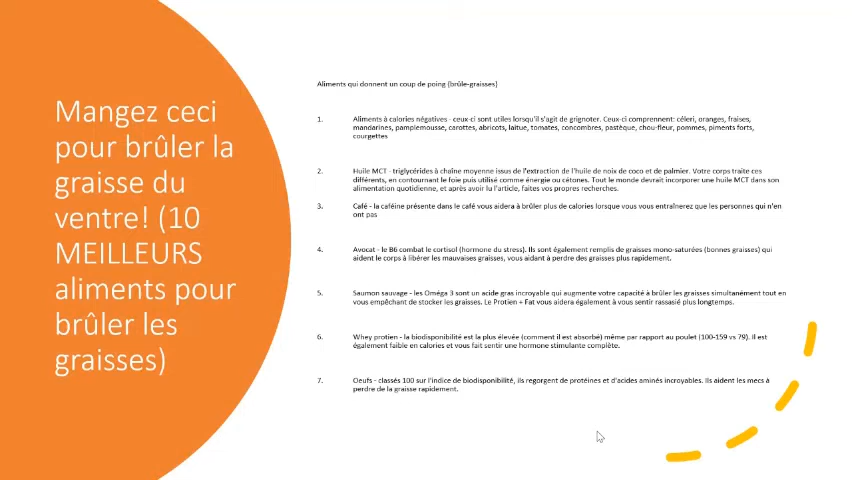 Mangez ceci
pour brûler la
graisse du
ventre! (10
MEILLEURS
aliments pour
brûler les
graisses)
Aliments qui donnent un coup de poing (brûle-graisses)
1. Aliments à calories négatives - ceux-ci sont utiles lorsqu'il s'agit de grignoter. Ceux-ci comprennent: céleri, oranges, fraises,
mandarines, pamplemousse, carottes, abricots, laitue, tomates, concombres, pastèque, chou-fleur, pommes, piments forts,
courgettes
2. Huile MCT - triglycérides à chaîne moyenne issus de l'extraction de l'huile de noix de coco et de palmier. Votre corps traite ces
différents, en contournant le foie puis utilisé comme énergie ou cétones. Tout le monde devrait incorporer une huile MCT dans son
alimentation quotidienne, et après avoir lu l'article, faites vos propres recherches.
3. Café - la caféine présente dans le café vous aidera à brûler plus de calories lorsque vous vous entraînerez que les personnes qui n'en
ont pas
4. Avocat - le B6 combat le cortisol (hormone du stress). Ils sont également remplis de graisses mono-saturées (bonnes graisses) qui
aident le corps à libérer les mauvaises graisses, vous aidant à perdre des graisses plus rapidement.
5. Saumon sauvage - les Oméga 3 sont un acide gras incroyable qui augmente votre capacité à brûler les graisses simultanément tout en
vous empêchant de stocker les graisses. Le Protien + Fat vous aidera également à vous sentir rassasié plus longtemps.
6. Whey protien - la biodisponibilité est la plus élevée (comment il est absorbé) même par rapport au poulet (100-159 vs 79). Il est
également faible en calories et vous fait sentir une hormone stimulante complète.
7. Oeufs - classés 100 sur l'indice de biodisponibilité, ils regorgent de protéines et d'acides aminés incroyables. Ils aident les mecs à
perdre de la graisse rapidement.